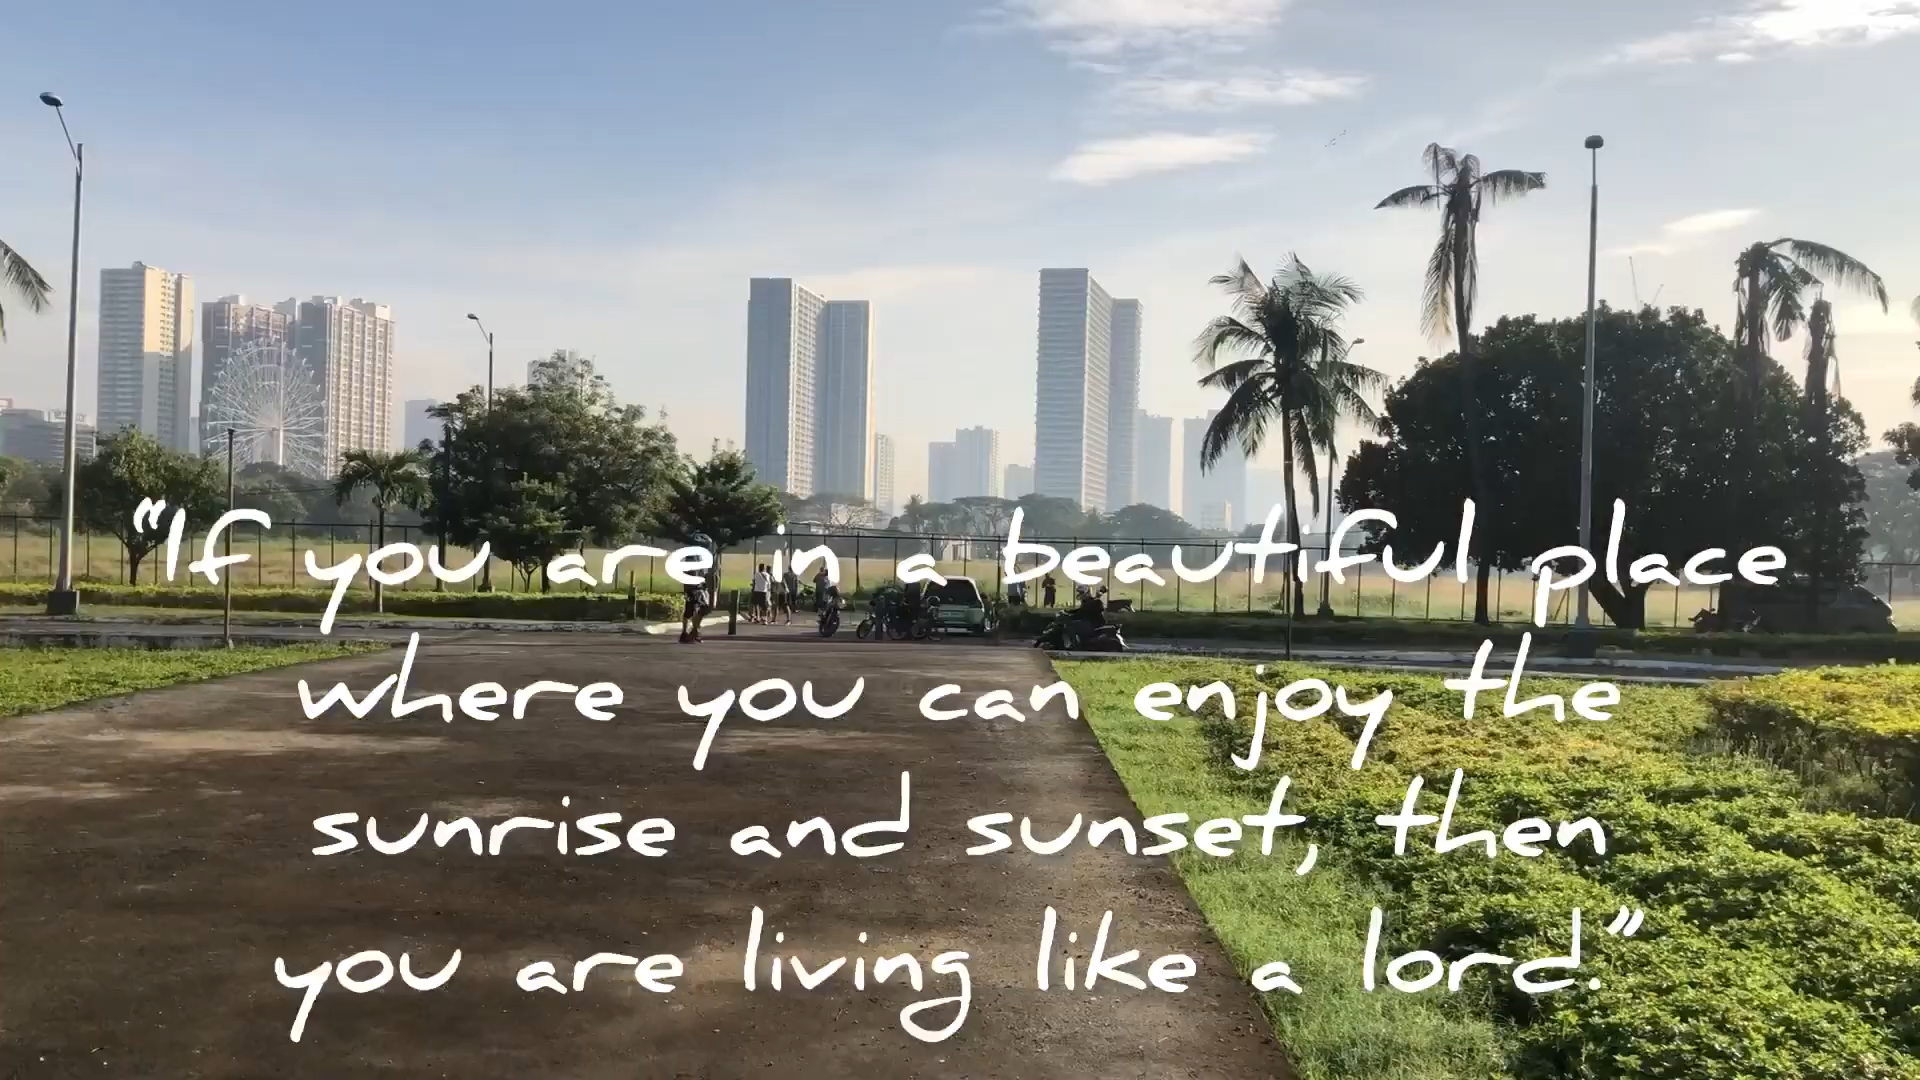 "If you are in a beautiful place
where you can enjoy the
sunrise and sunset, then
you are living like a lord."